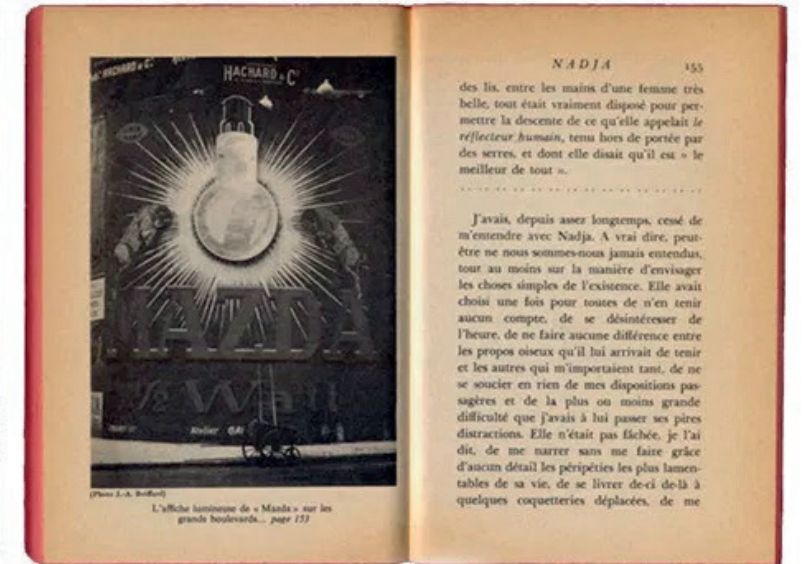 HACHARD & Cⁱᵉ
HACHARD & Cⁱᵉ
MAZDA
½ Watt
Atelier
(Photo J.-A. Boiffard)
L'affiche lumineuse de « Mazda » sur les
grands boulevards... page 153
NADJA 155
des lis, entre les mains d'une femme très
belle, tout était vraiment disposé pour per-
mettre la descente de ce qu'elle appelait le
réflecteur humain, tenu hors de portée par
des serres, et dont elle disait qu'il est « le
meilleur de tout ».
J'avais, depuis assez longtemps, cessé de
m'entendre avec Nadja. A vrai dire, peut-
être ne nous sommes-nous jamais entendus,
tout au moins sur la manière d'envisager
les choses simples de l'existence. Elle avait
choisi une fois pour toutes de n'en tenir
aucun compte, de se désintéresser de
l'heure, de ne faire aucune différence entre
les propos oiseux qu'il lui arrivait de tenir
et les autres qui m'importaient tant, de ne
se soucier en rien de mes dispositions pas-
sagères et de la plus ou moins grande
difficulté que j'avais à lui passer ses pires
distractions. Elle n'était pas fâchée, je l'ai
dit, de me narrer sans me faire grâce
d'aucun détail les péripéties les plus lamen-
tables de sa vie, de se livrer de-ci de-là à
quelques coquetteries déplacées, de me